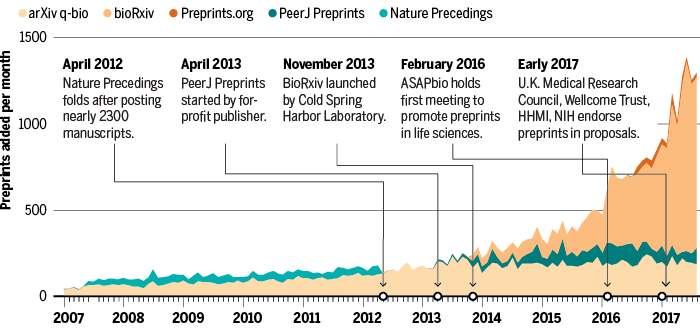 arXiv q-bio bioRxiv Preprints.org PeerJ Preprints Nature Precedings
Preprints added per month
1500
1000
500
0
April 2012
Nature Precedings
folds after posting
nearly 2300
manuscripts.
April 2013
PeerJ Preprints
started by for-
profit publisher.
November 2013
BioRxiv launched
by Cold Spring
Harbor Laboratory.
February 2016
ASAPbio holds
first meeting to
promote preprints
in life sciences.
Early 2017
U.K. Medical Research
Council, Wellcome Trust,
HHMI, NIH endorse
preprints in proposals.
2007 2008 2009 2010 2011 2012 2013 2014 2015 2016 2017